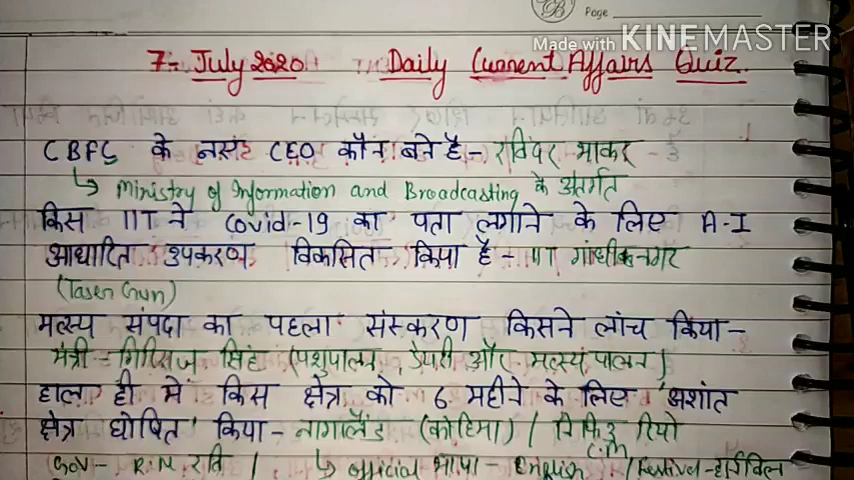 Page
Made with KINEMASTER
7- July 2020 Daily Current Affairs Quiz.
CBFC के नए CEO कौन बने है - रविंदर भाकर
↳ Ministry of Information and Broadcasting के अंतर्गत
किस IIT ने Covid-19 का पता लगाने के लिए A-I
आधारित उपकरण विकसित किया है - IIT गांधीनगर
(Taser Gun)
मत्स्य संपदा का पहला संस्करण किसने लांच किया -
मंत्री - गिरिराज सिंह (पशुपालन, डेयरी और मत्स्य पालन)
हाल ही में किस क्षेत्र को 6 महीने के लिए अशांत
क्षेत्र घोषित किया - नागालैंड (कोहिमा) / नेफियू रियो
C.M
Gov - R.N रवि / ↳ official भाषा - English / Festival - हार्नबिल